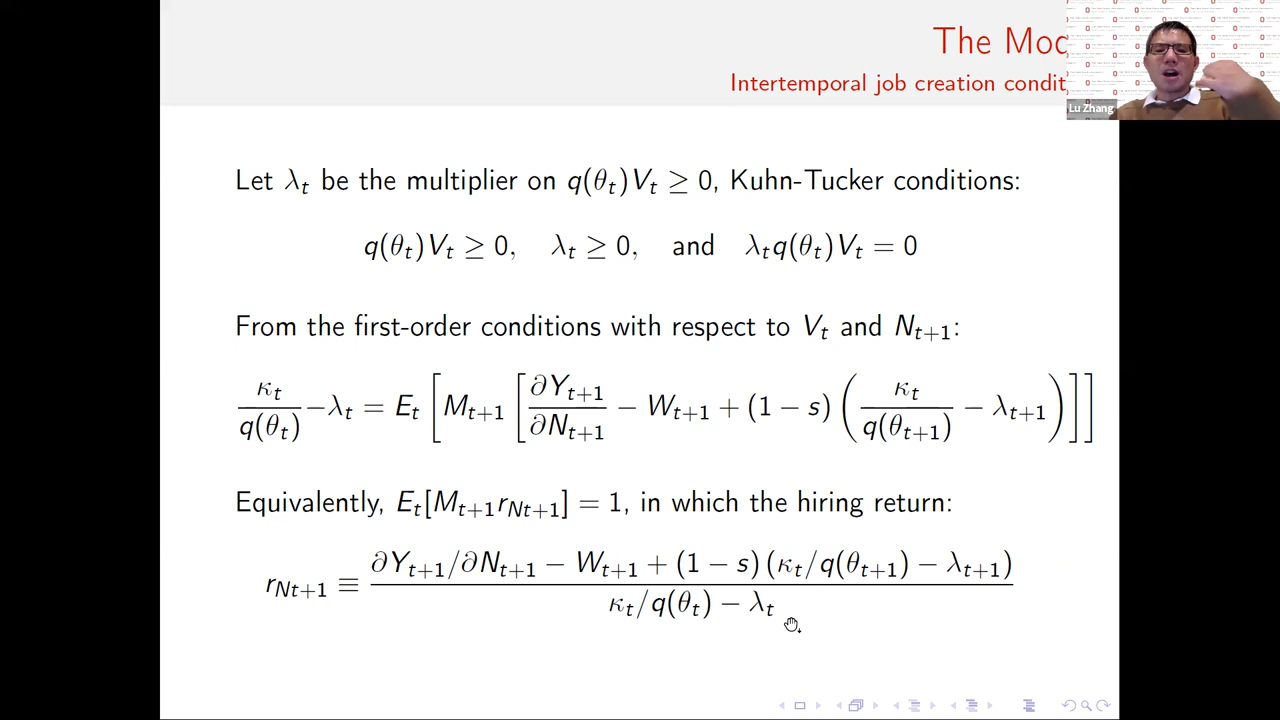 The Mod
Intertemporal job creation condit
Lu Zhang
Let λ_t be the multiplier on q(θ_t)V_t ≥ 0, Kuhn-Tucker conditions:
q(θ_t)V_t ≥ 0, λ_t ≥ 0, and λ_t q(θ_t)V_t = 0
From the first-order conditions with respect to V_t and N_{t+1}:
κ_t/q(θ_t) − λ_t = E_t [ M_{t+1} [ ∂Y_{t+1}/∂N_{t+1} − W_{t+1} + (1 − s) ( κ_t/q(θ_{t+1}) − λ_{t+1} ) ] ]
Equivalently, E_t[M_{t+1} r_{Nt+1}] = 1, in which the hiring return:
r_{Nt+1} ≡ ∂Y_{t+1}/∂N_{t+1} − W_{t+1} + (1 − s) (κ_t/q(θ_{t+1}) − λ_{t+1})
κ_t/q(θ_t) − λ_t